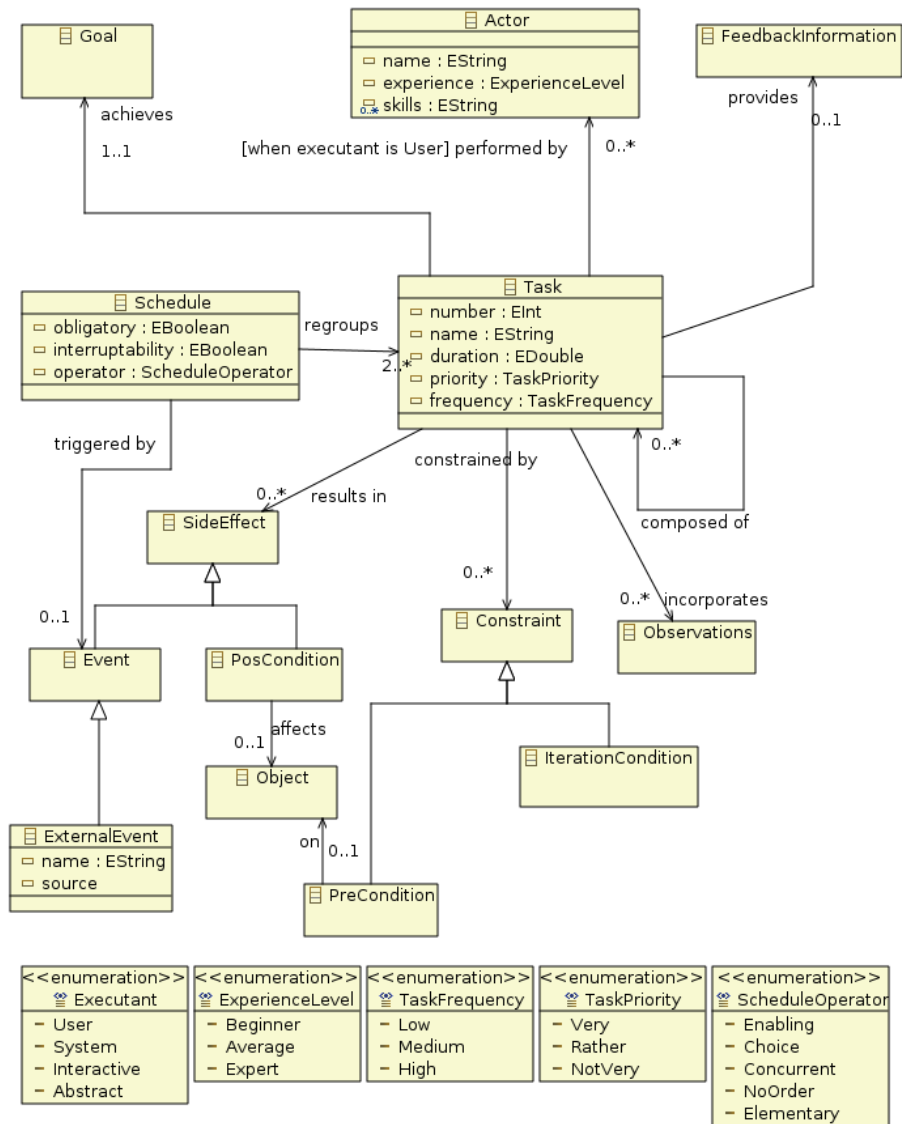 Goal
Actor
name : EString
experience : ExperienceLevel
0..* skills : EString
FeedbackInformation
achieves
1..1
[when executant is User] performed by
0..*
provides
0..1
Schedule
obligatory : EBoolean
interruptability : EBoolean
operator : ScheduleOperator
regroups
2..*
Task
number : EInt
name : EString
duration : EDouble
priority : TaskPriority
frequency : TaskFrequency
triggered by
0..1
0..*
results in
constrained by
0..*
0..*
composed of
0..*
incorporates
SideEffect
Constraint
Observations
Event
PosCondition
affects
0..1
Object
IterationCondition
ExternalEvent
name : EString
source
on
0..1
PreCondition
<<enumeration>>
Executant
User
System
Interactive
Abstract
<<enumeration>>
ExperienceLevel
Beginner
Average
Expert
<<enumeration>>
TaskFrequency
Low
Medium
High
<<enumeration>>
TaskPriority
Very
Rather
NotVery
<<enumeration>>
ScheduleOperator
Enabling
Choice
Concurrent
NoOrder
Elementary